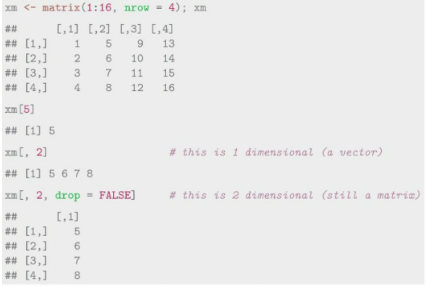 xm <- matrix(1:16, nrow = 4); xm
##      [,1] [,2] [,3] [,4]
## [1,]    1    5    9   13
## [2,]    2    6   10   14
## [3,]    3    7   11   15
## [4,]    4    8   12   16
xm[5]
## [1] 5
xm[, 2]                 # this is 1 dimensional (a vector)
## [1] 5 6 7 8
xm[, 2, drop = FALSE]   # this is 2 dimensional (still a matrix)
##      [,1]
## [1,]    5
## [2,]    6
## [3,]    7
## [4,]    8